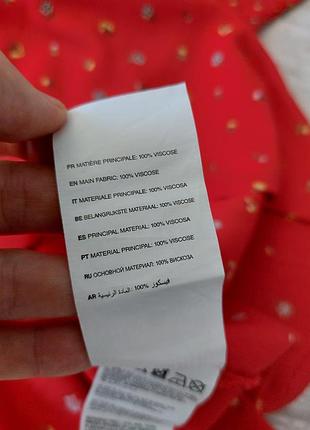 FR MATIÈRE PRINCIPALE: 100% VISCOSE
EN MAIN FABRIC: 100% VISCOSE
IT MATERIALE PRINCIPALE: 100% VISCOSA
BE BELANGRIJKSTE MATERIAAL: 100% VISCOSE
ES PRINCIPAL MATERIAL: 100% VISCOSA
PT MATERIAL PRINCIPAL: 100% VISCOSE
RU ОСНОВНОЙ МАТЕРИАЛ: 100% ВИСКОЗА
AR المادة الرئيسية: 100% فيسكوز